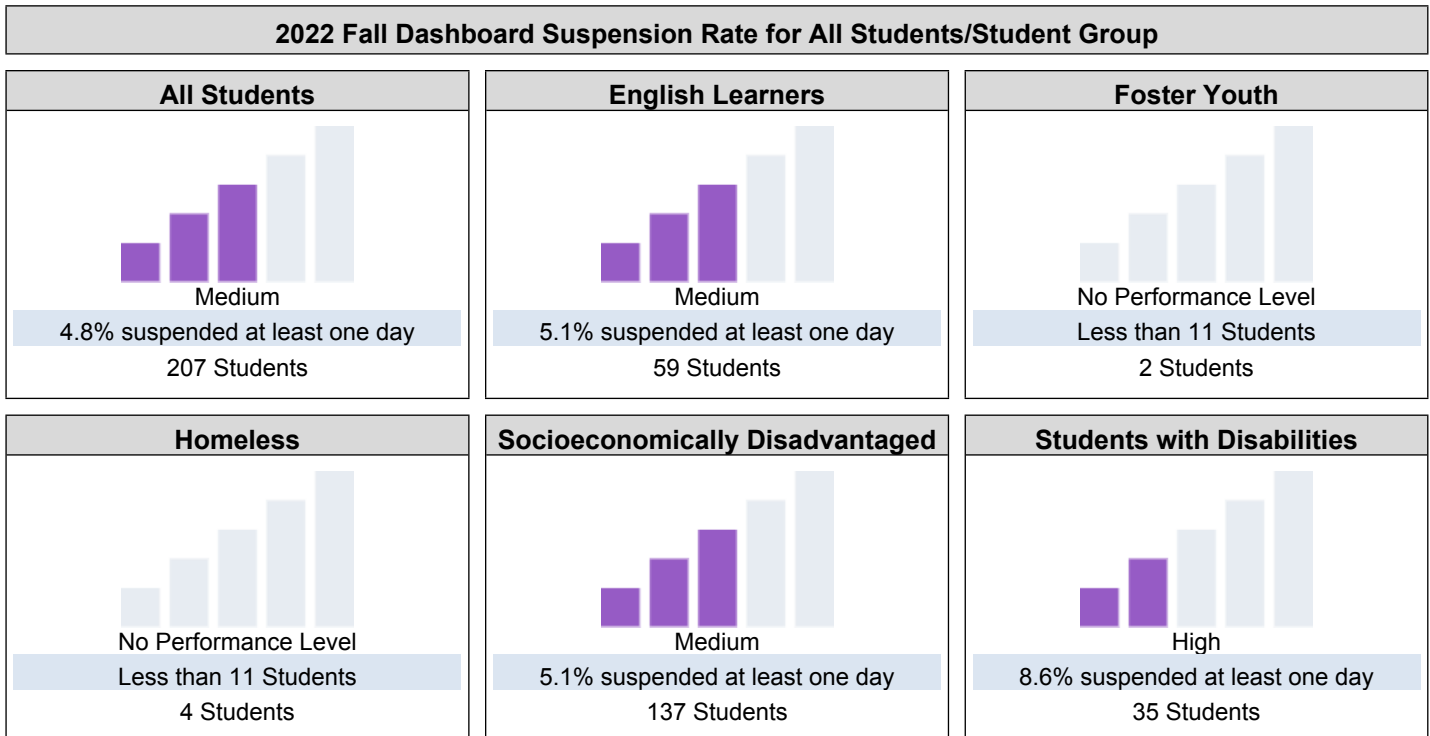 2022 Fall Dashboard Suspension Rate for All Students/Student Group
All Students
Medium
4.8% suspended at least one day
207 Students
English Learners
Medium
5.1% suspended at least one day
59 Students
Foster Youth
No Performance Level
Less than 11 Students
2 Students
Homeless
No Performance Level
Less than 11 Students
4 Students
Socioeconomically Disadvantaged
Medium
5.1% suspended at least one day
137 Students
Students with Disabilities
High
8.6% suspended at least one day
35 Students